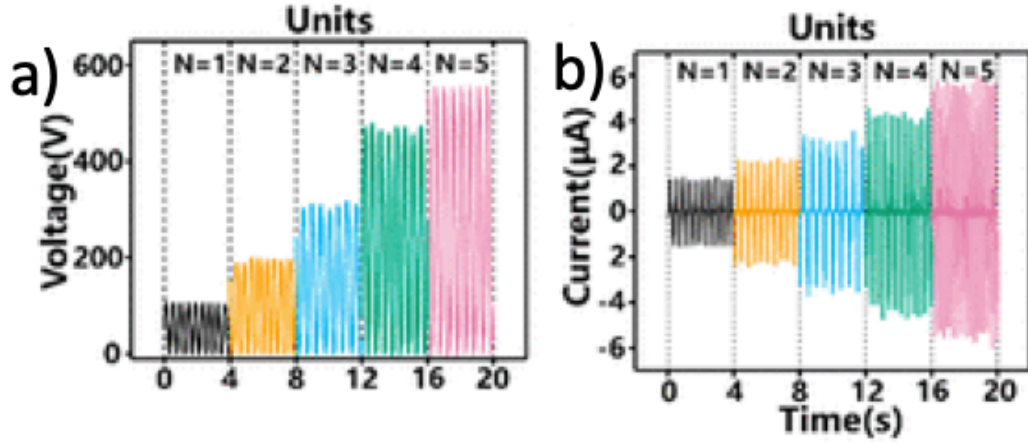 a)
Units
600
400
200
0
Voltage(V)
N=1 N=2 N=3 N=4 N=5
0 4 8 12 16 20
b)
Units
6
4
2
0
2
-4
-6
Current(μA)
N=1 N=2 N=3 N=4 N=5
0 4 8 12 16 20
Time(s)